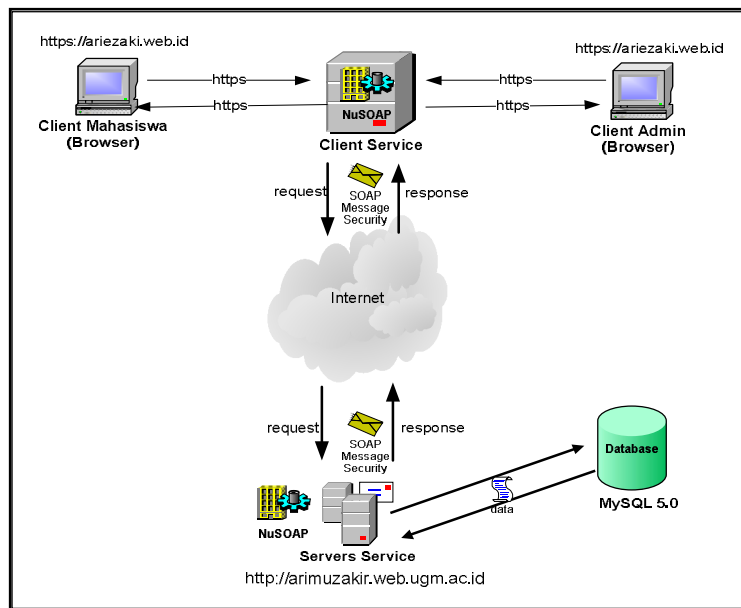 https://ariezaki.web.id
https://ariezaki.web.id
https
https
https
https
NuSOAP
Client Mahasiswa
(Browser)
Client Service
Client Admin
(Browser)
request
response
SOAP
Message
Security
Internet
request
response
SOAP
Message
Security
Database
MySQL 5.0
data
NuSOAP
Servers Service
http://arimuzakir.web.ugm.ac.id